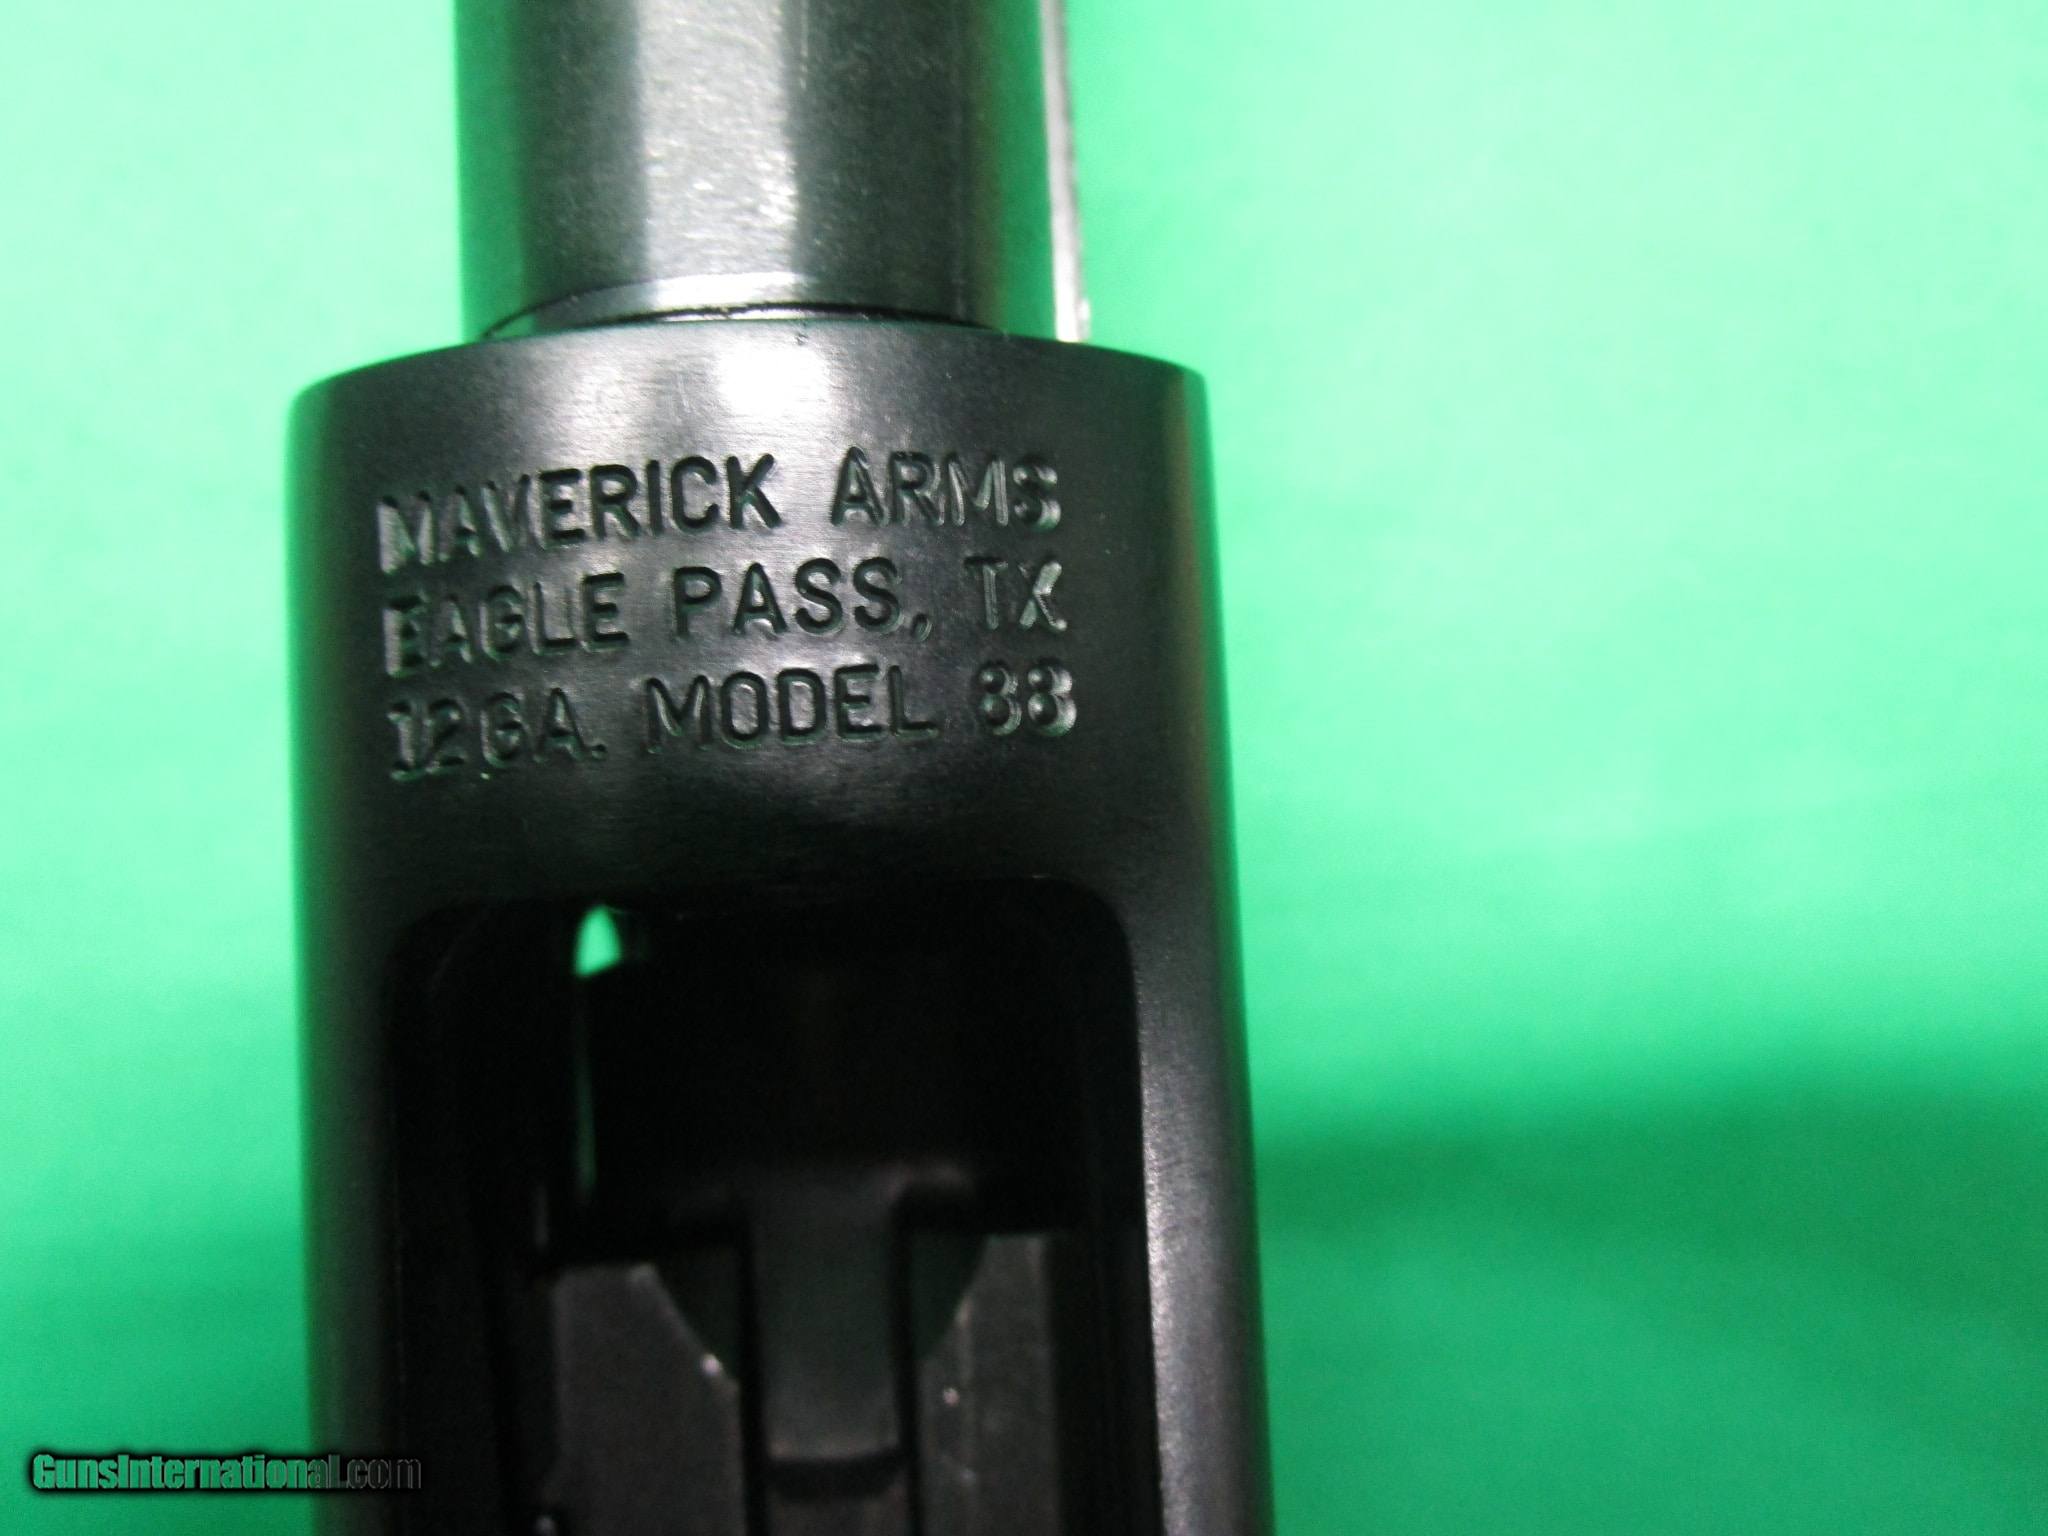 MAVERICK ARMS
EAGLE PASS, TX
12GA. MODEL 88
GunsInternational.com